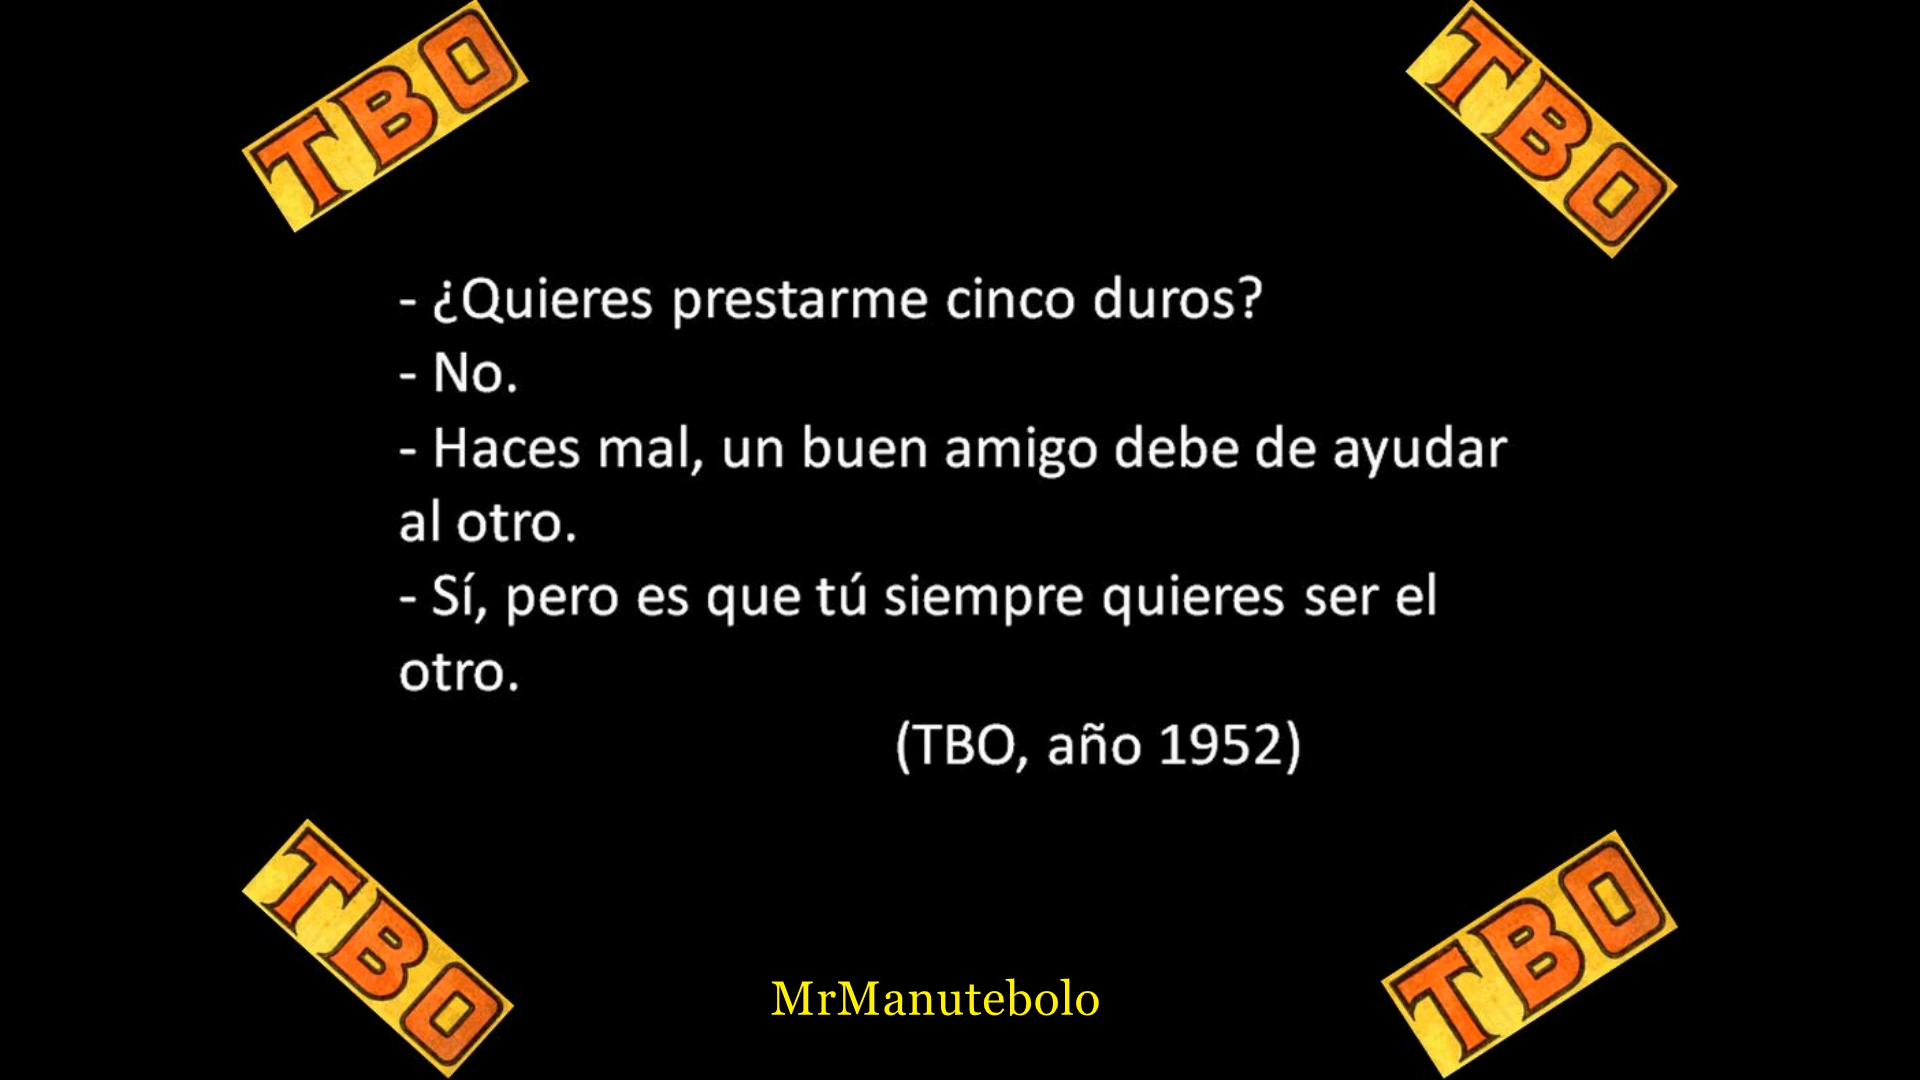 TBO
TBO
- ¿Quieres prestarme cinco duros?
- No.
- Haces mal, un buen amigo debe de ayudar
al otro.
- Sí, pero es que tú siempre quieres ser el
otro.
(TBO, año 1952)
TBO
TBO
MrManutebolo